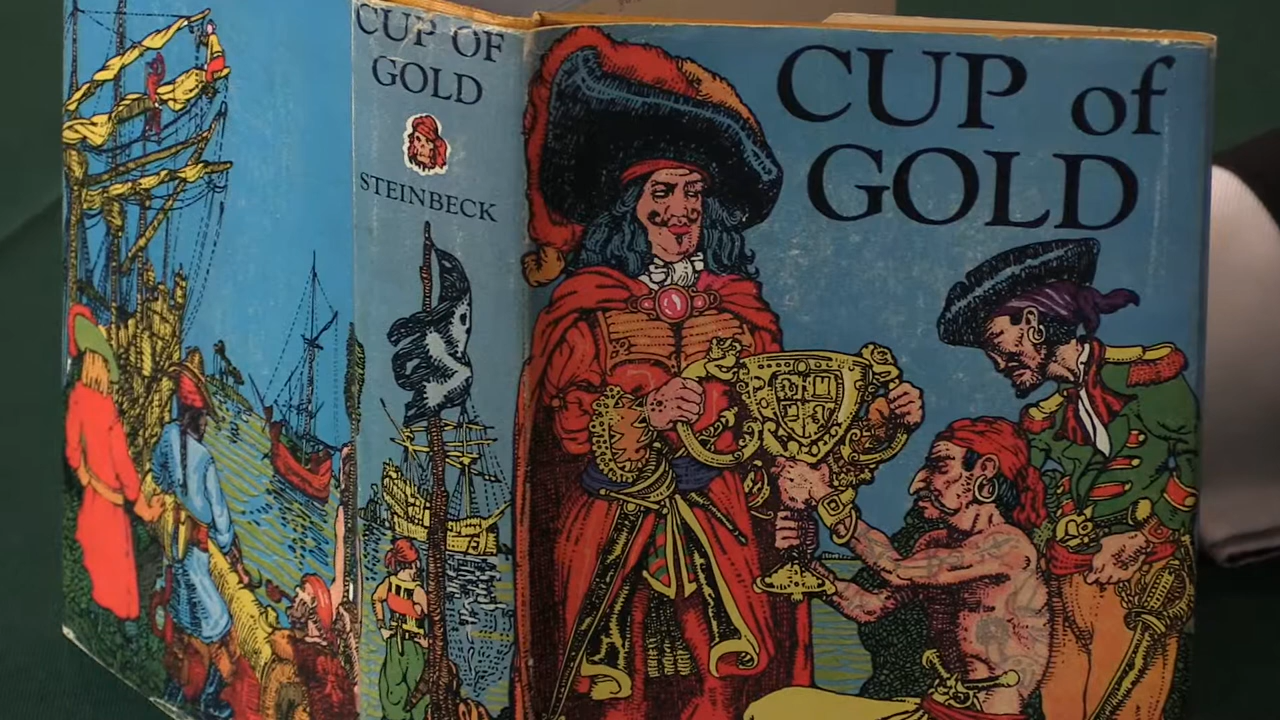 CUP OF
GOLD
STEINBECK
CUP of
GOLD